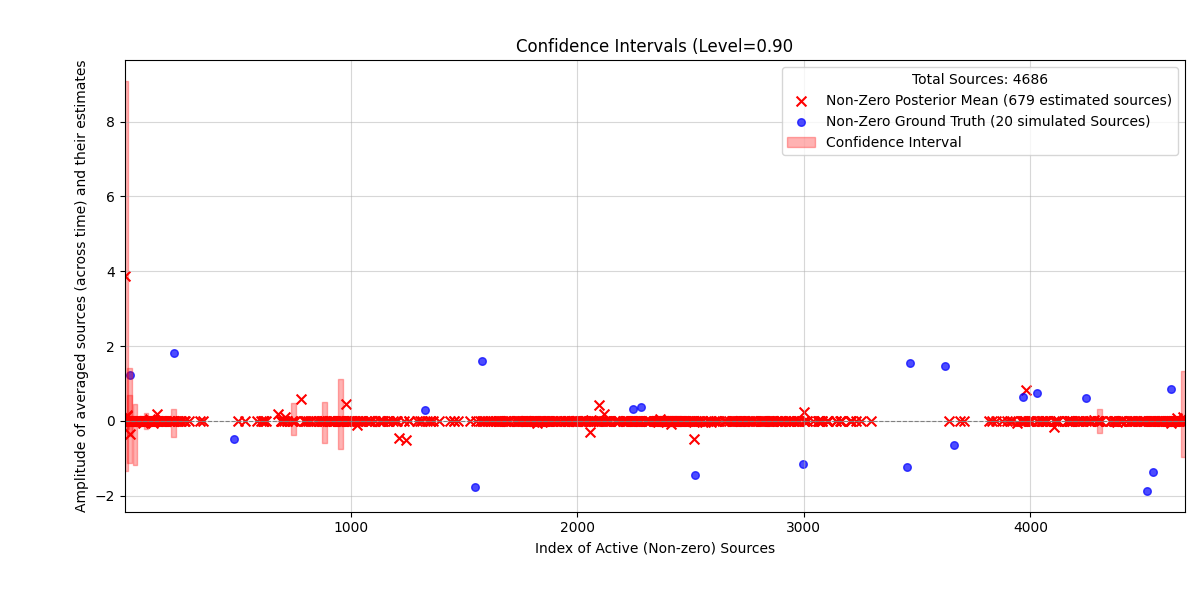 Confidence Intervals (Level=0.90
Total Sources: 4686
Non-Zero Posterior Mean (679 estimated sources)
Non-Zero Ground Truth (20 simulated Sources)
Confidence Interval
Amplitude of averaged sources (across time) and their estimates
8
6
4
2
0
−2
1000
2000
3000
4000
Index of Active (Non-zero) Sources